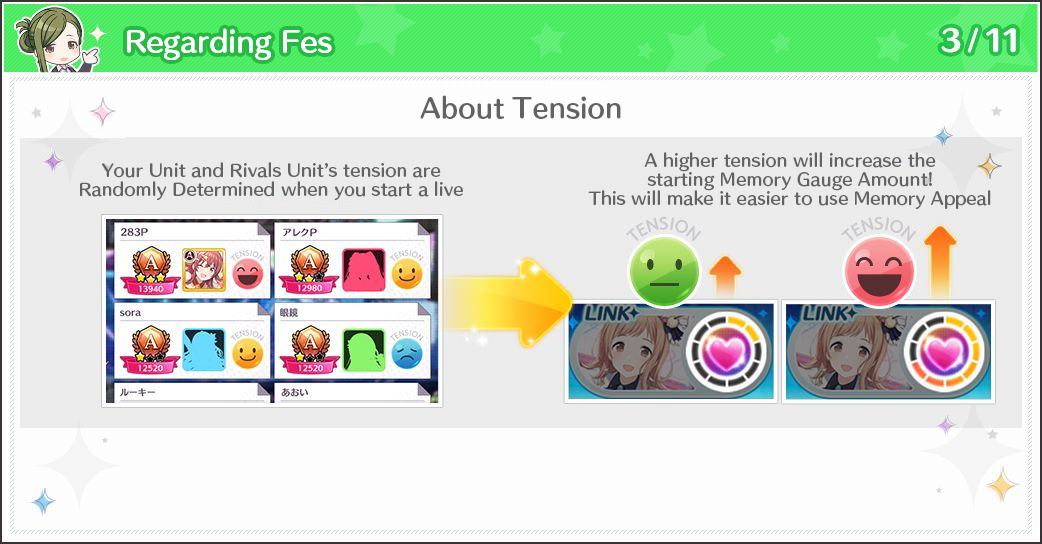 Regarding Fes
3/11
About Tension
Your Unit and Rivals Unit's tension are
Randomly Determined when you start a live
283P
A
A
13940
TENSION
アレクP
A
12980
TENSION
sora
A
12520
TENSION
眼鏡
A
12520
TENSION
ルーキー
あおい
A higher tension will increase the
starting Memory Gauge Amount!
This will make it easier to use Memory Appeal
TENSION
LINK
TENSION
LINK